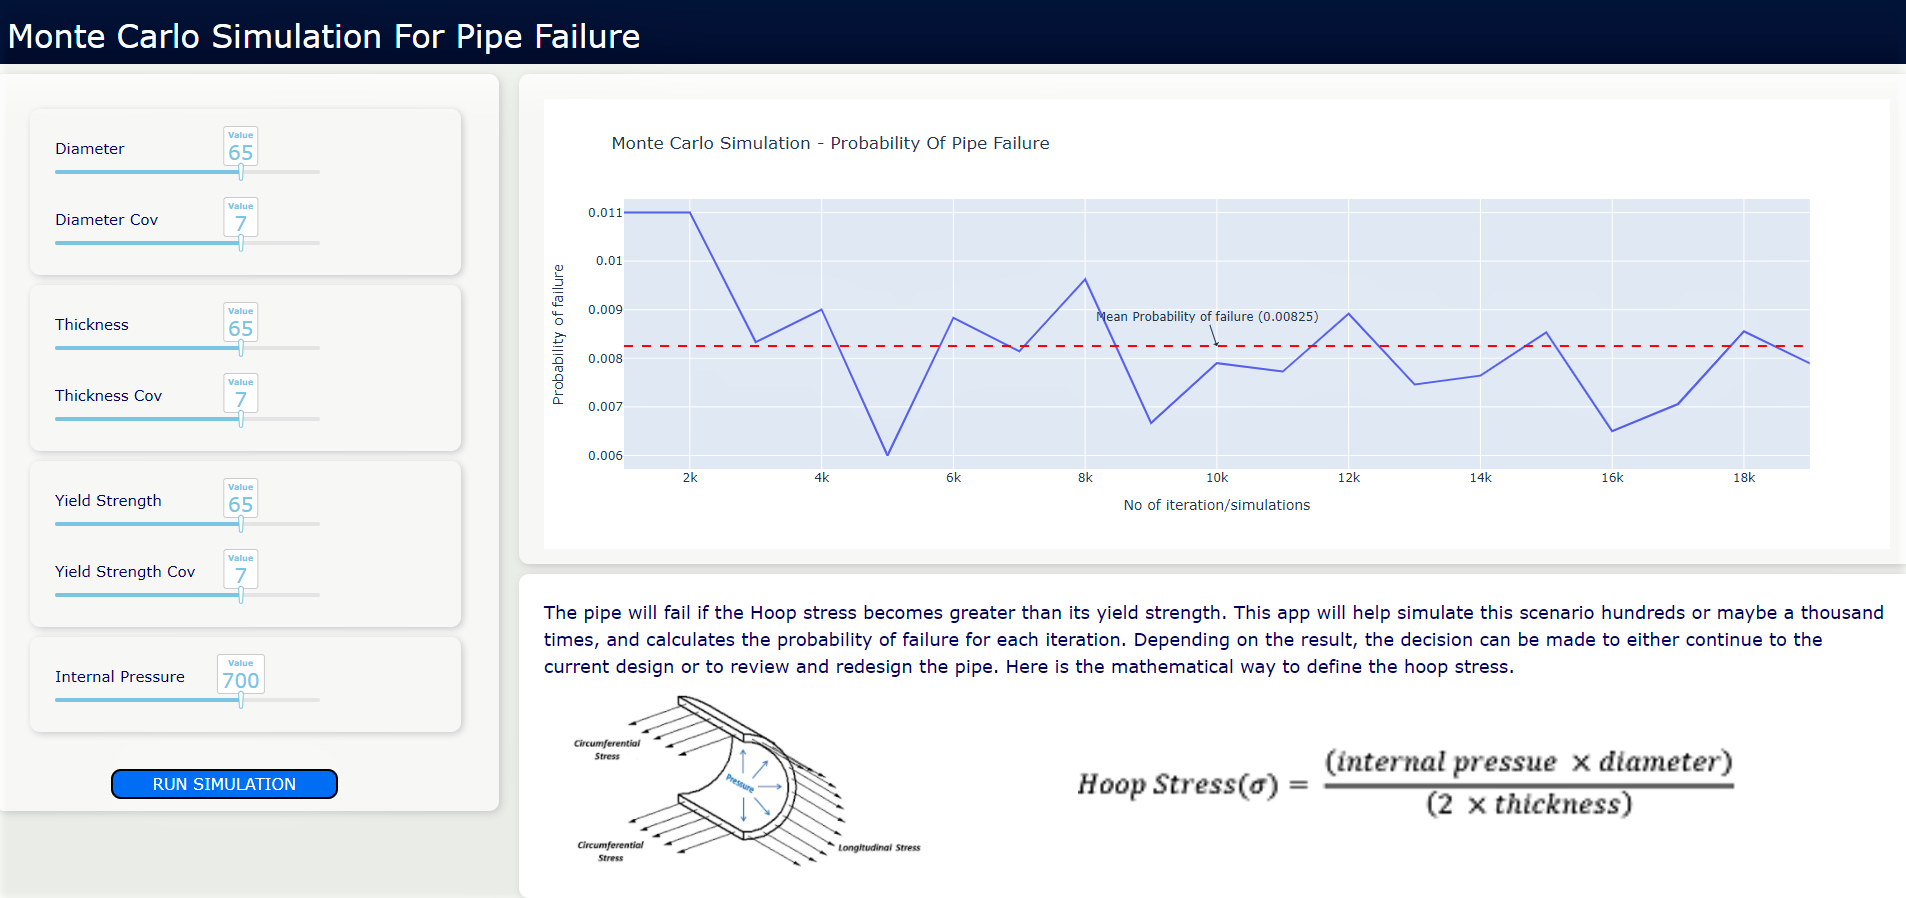 Monte Carlo Simulation For Pipe Failure
Diameter
Value
65
Diameter Cov
Value
7
Thickness
Value
65
Thickness Cov
Value
7
Yield Strength
Value
65
Yield Strength Cov
Value
7
Internal Pressure
Value
700
RUN SIMULATION
Monte Carlo Simulation - Probability Of Pipe Failure
Probability of failure
0.011
0.01
0.009
0.008
0.007
0.006
Mean Probability of failure (0.00825)
2k 4k 6k 8k 10k 12k 14k 16k 18k
No of iteration/simulations
The pipe will fail if the Hoop stress becomes greater than its yield strength. This app will help simulate this scenario hundreds or maybe a thousand
times, and calculates the probability of failure for each iteration. Depending on the result, the decision can be made to either continue to the
current design or to review and redesign the pipe. Here is the mathematical way to define the hoop stress.
Circumferential
Stress
Pressure
Circumferential
Stress
Longitudinal Stress
Hoop Stress(σ) = (internal pressue × diameter)
(2 × thickness)